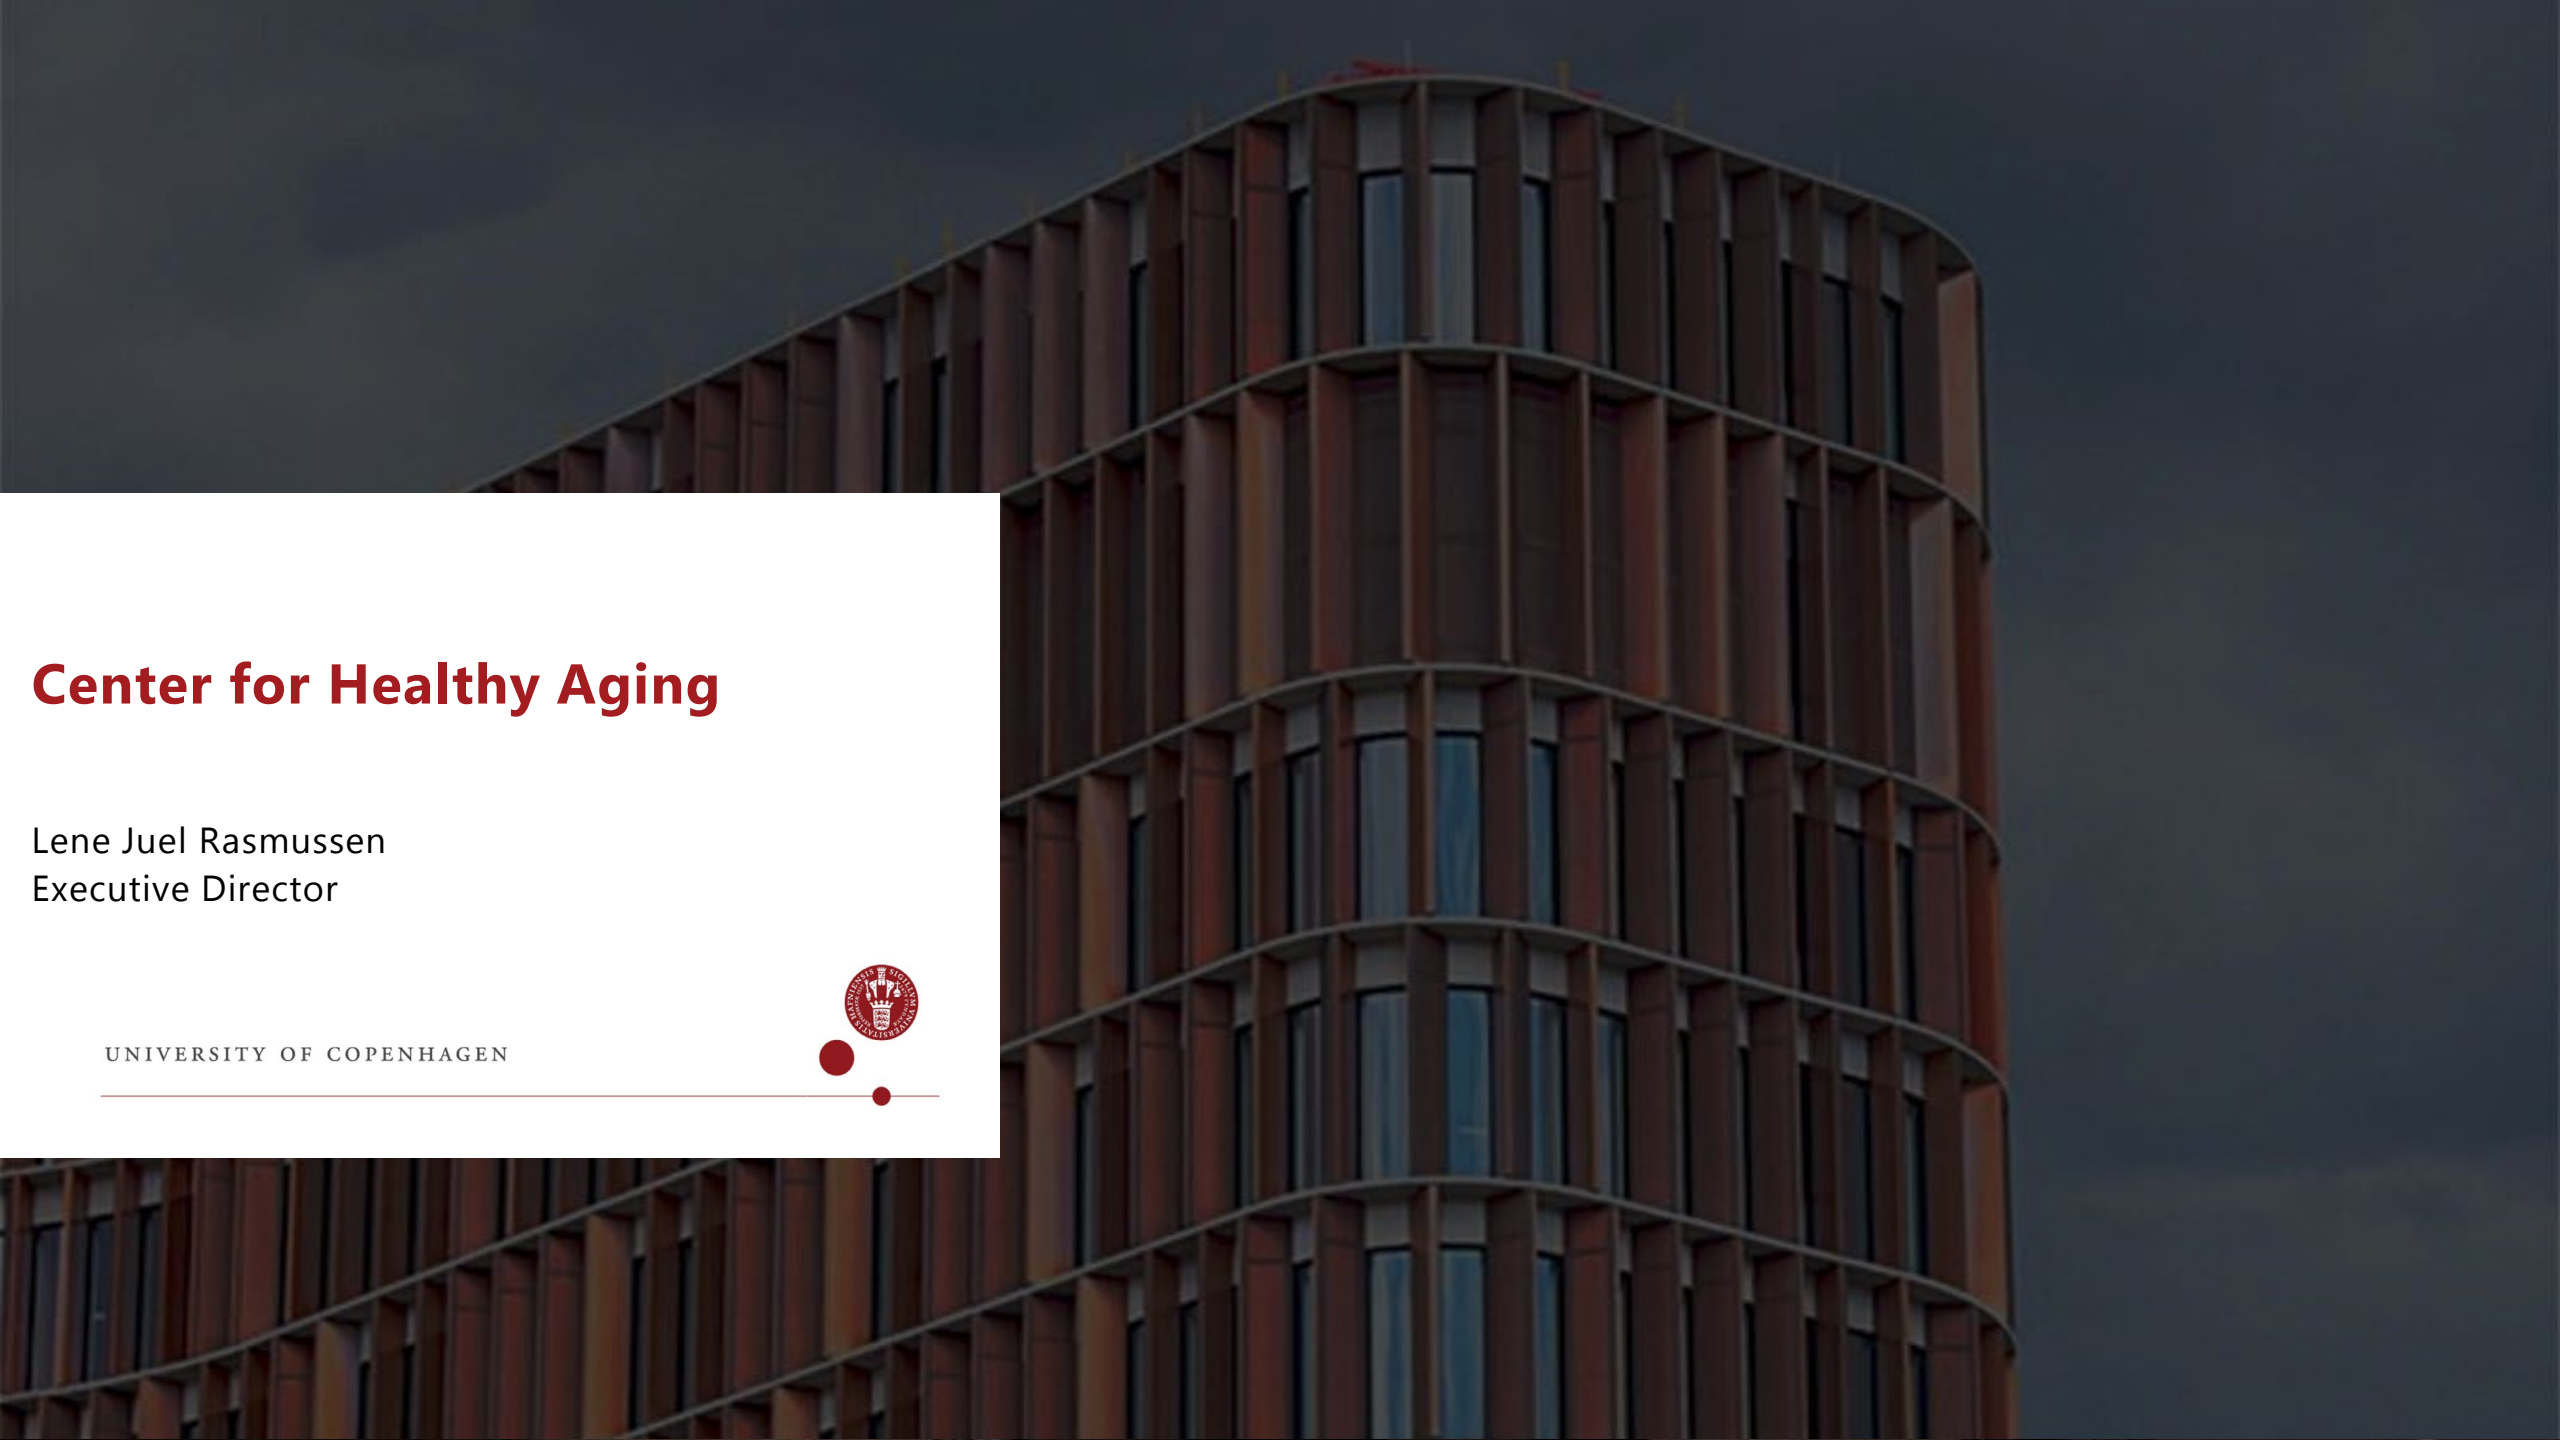 Center for Healthy Aging
Lene Juel Rasmussen
Executive Director
UNIVERSITY OF COPENHAGEN